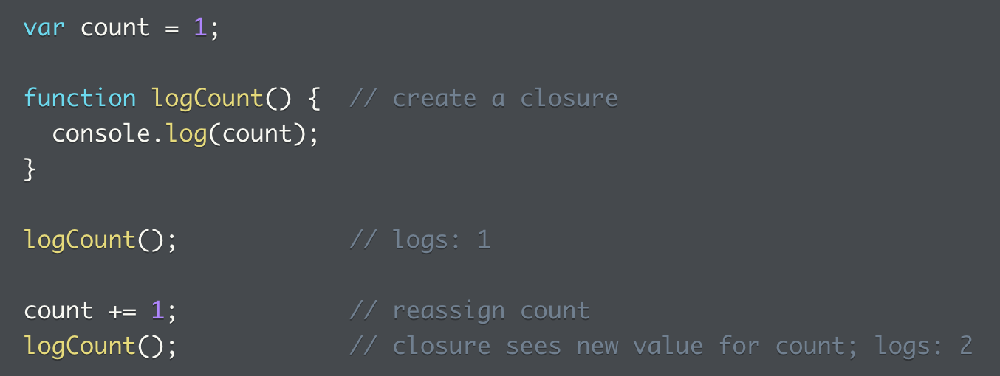 var count = 1;
function logCount() {  // create a closure
  console.log(count);
}
logCount();            // logs: 1
count += 1;            // reassign count
logCount();            // closure sees new value for count; logs: 2